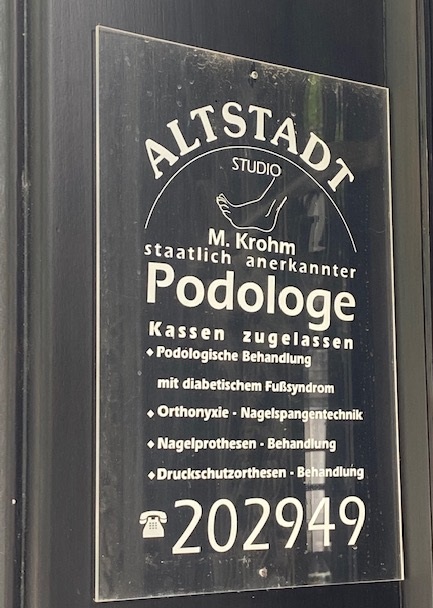 ALTSTADT
STUDIO
M. Krohm
staatlich anerkannter
Podologe
Kassen zugelassen
◆ Podologische Behandlung
mit diabetischem Fußsyndrom
◆ Orthonyxie - Nagelspangentechnik
◆ Nagelprothesen - Behandlung
◆ Druckschutzorthesen - Behandlung
☎ 202949